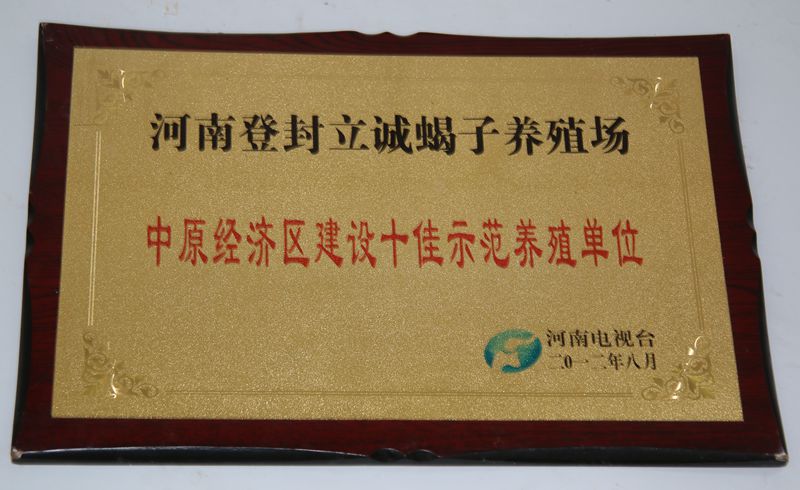 河南登封立诚蝎子养殖场
中原经济区建设十佳示范养殖单位
河南电视台
二〇一二年八月